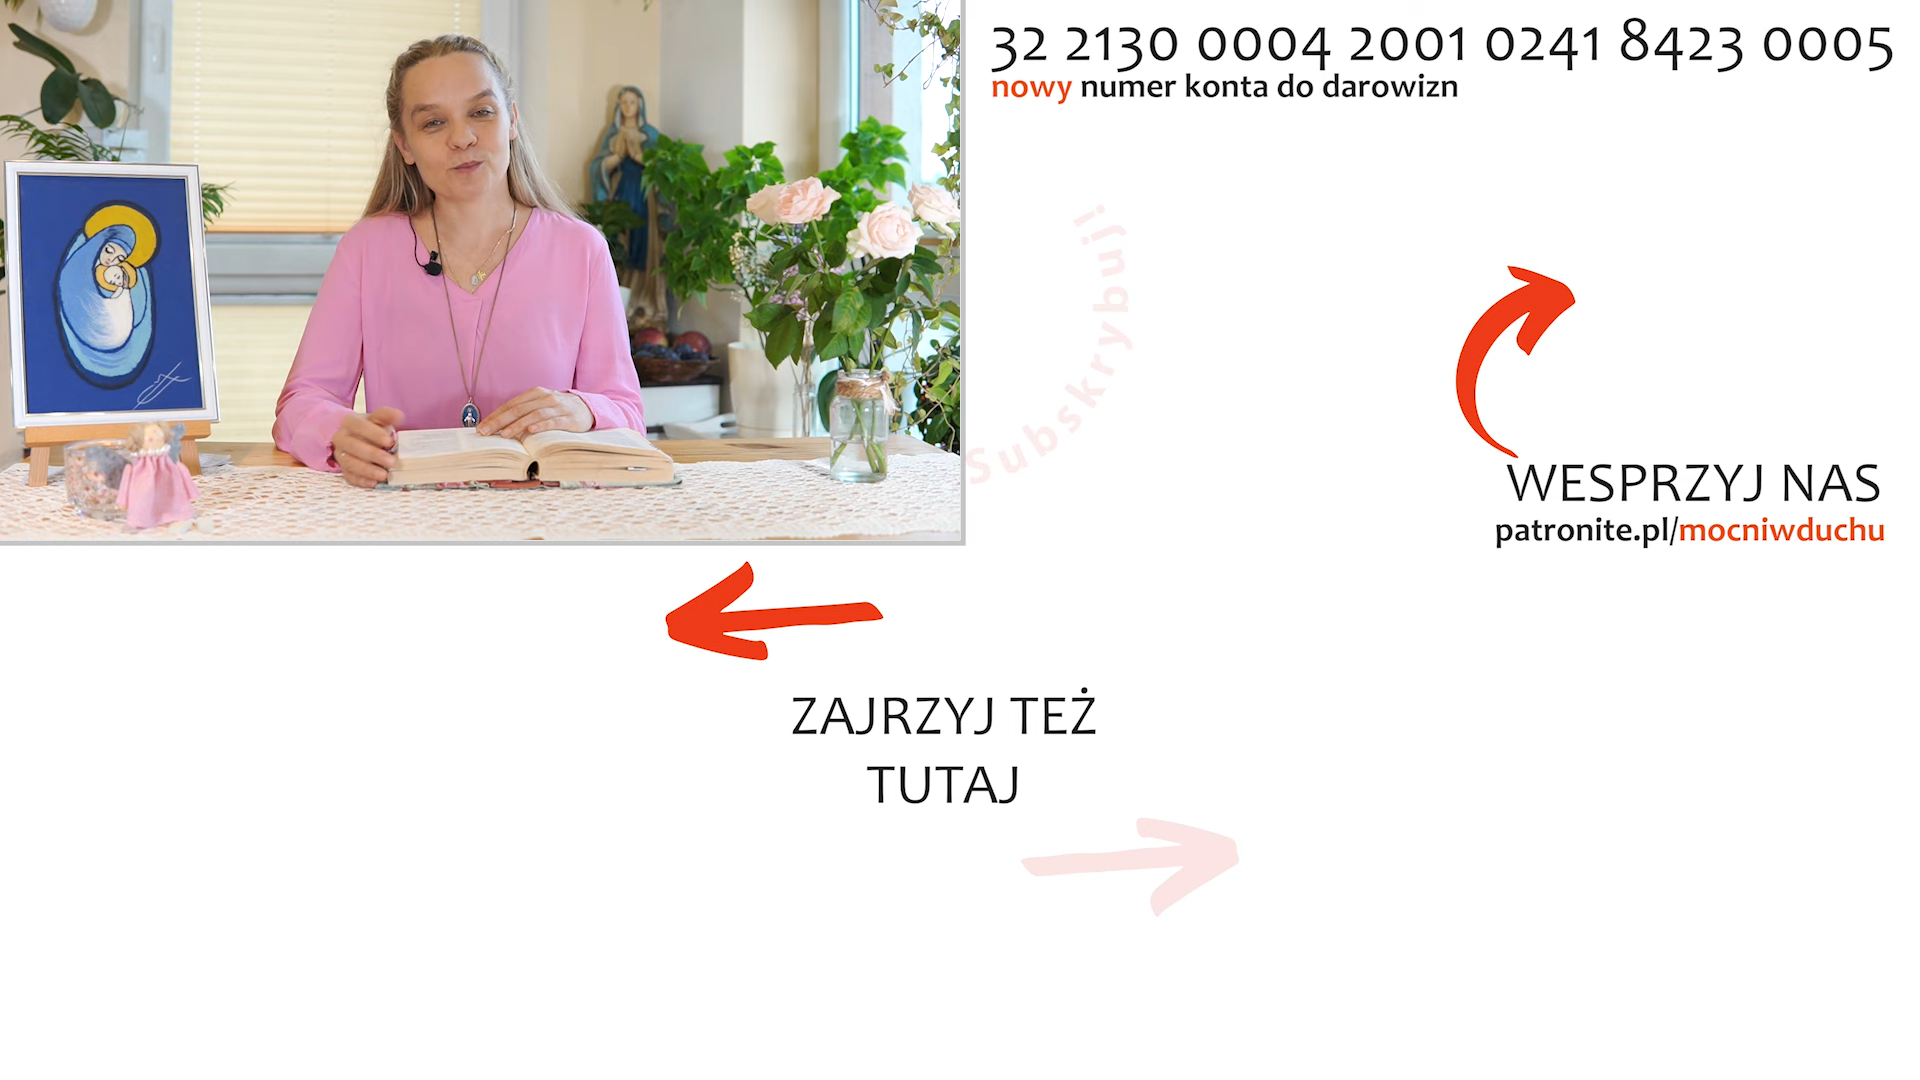 32 2130 0004 2001 0241 8423 0005
nowy numer konta do darowizn
Subskrybuj!
WESPRZYJ NAS
patronite.pl/mocniwduchu
ZAJRZYJ TEŻ
TUTAJ